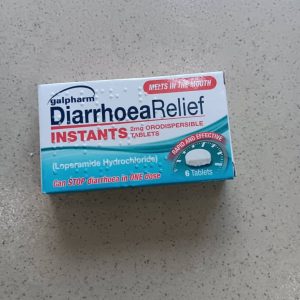 MELTS IN THE MOUTH
galpharm
DiarrhoeaRelief
INSTANTS 2mg ORODISPERSIBLE TABLETS
(Loperamide Hydrochloride)
RAPID AND EFFECTIVE
6 Tablets
Can STOP diarrhoea in ONE dose